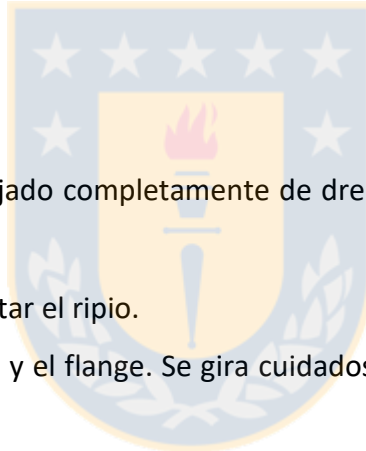 jado completamente de dre
tar el ripio.
y el flange. Se gira cuidados